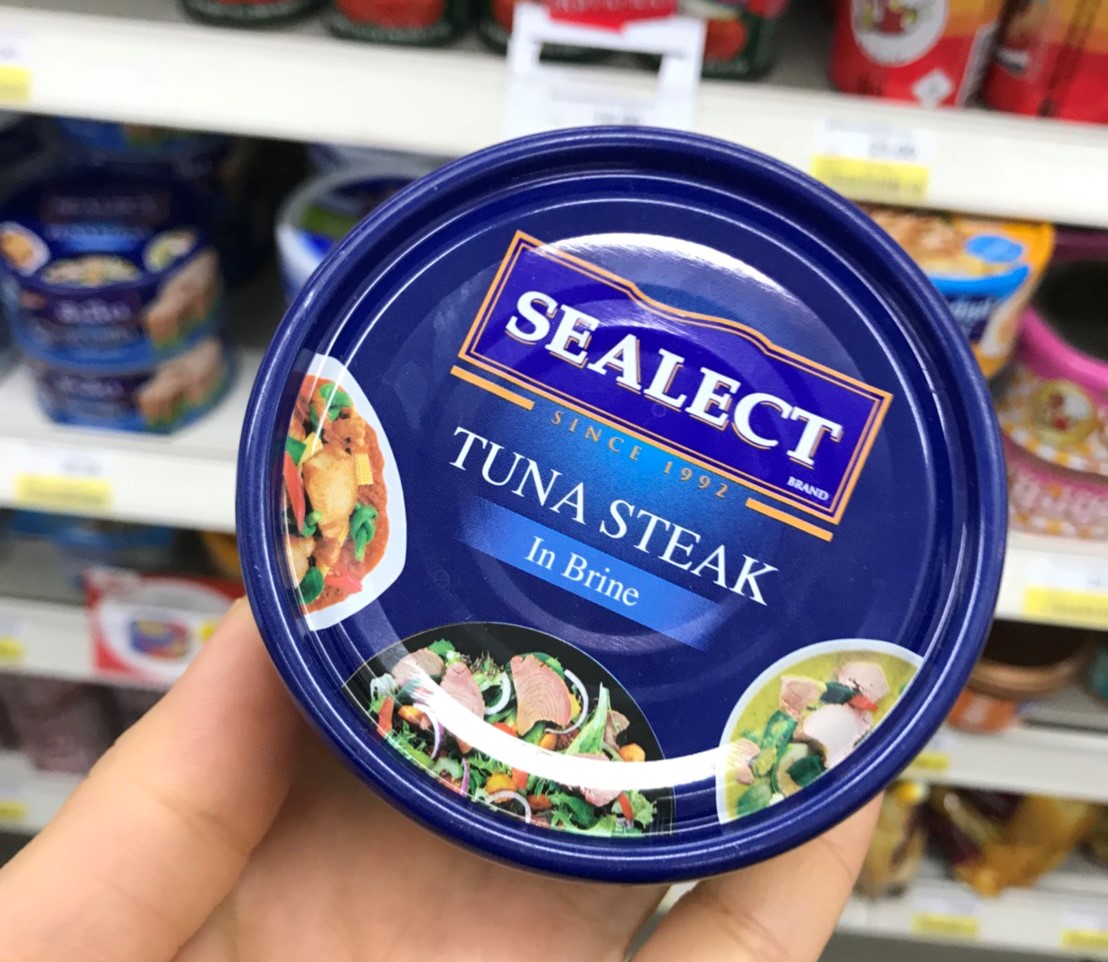 SEALECT
BRAND
SINCE 1992
TUNA STEAK
In Brine